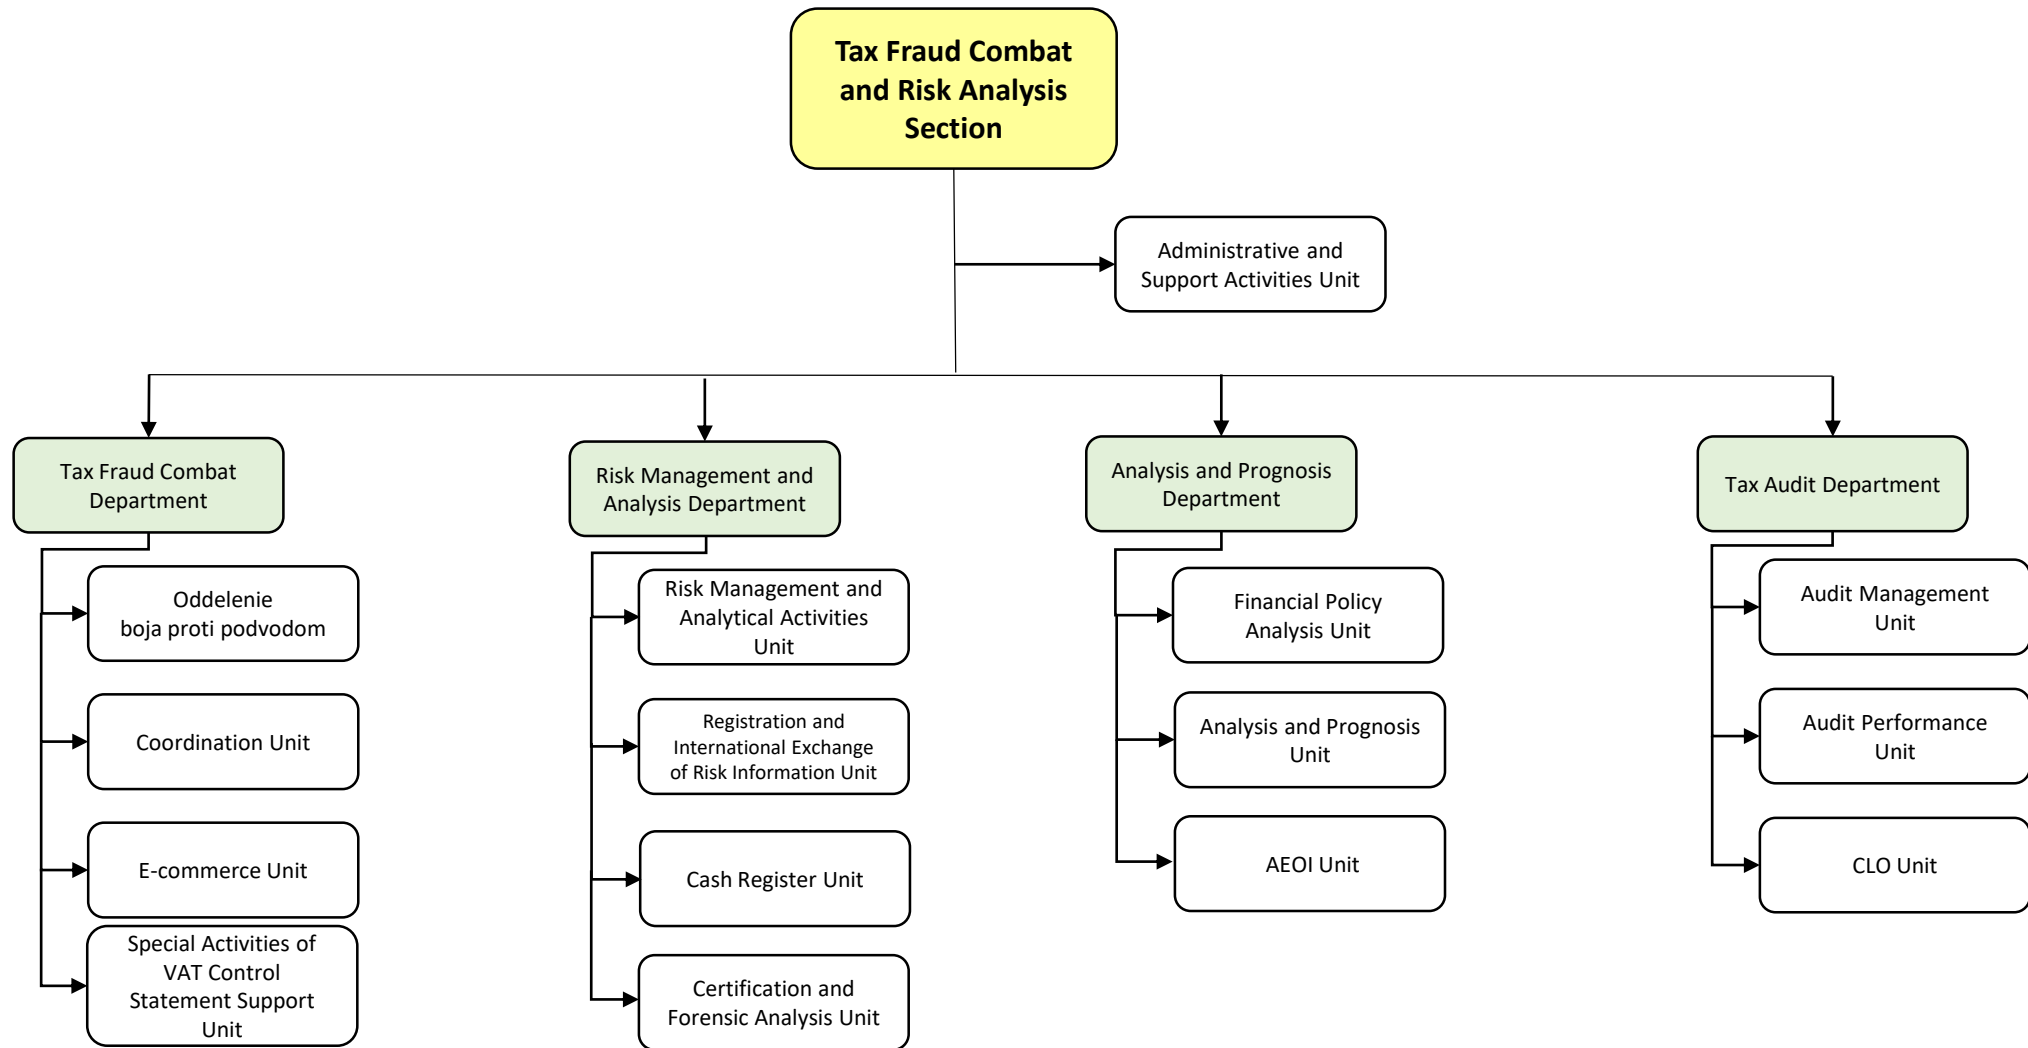 Tax Fraud Combat
and Risk Analysis
Section
Administrative and
Support Activities Unit
Tax Fraud Combat
Department
Risk Management and
Analysis Department
Analysis and Prognosis
Department
Tax Audit Department
Oddelenie
boja proti podvodom
Coordination Unit
E-commerce Unit
Special Activities of
VAT Control
Statement Support
Unit
Risk Management and
Analytical Activities
Unit
Registration and
International Exchange
of Risk Information Unit
Cash Register Unit
Certification and
Forensic Analysis Unit
Financial Policy
Analysis Unit
Analysis and Prognosis
Unit
AEOI Unit
Audit Management
Unit
Audit Performance
Unit
CLO Unit